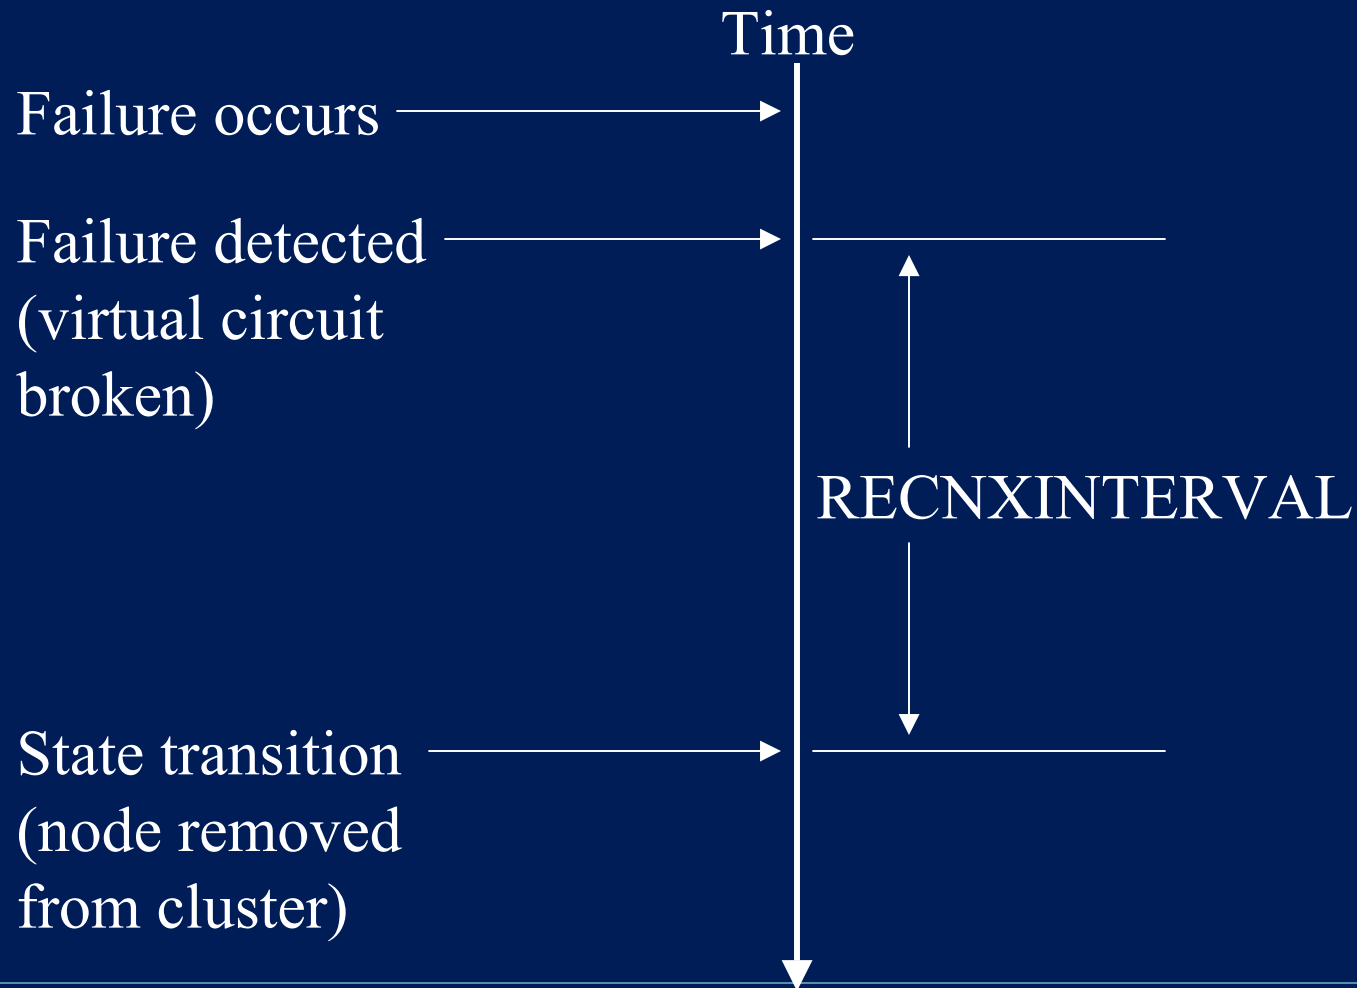 Time
Failure occurs
Failure detected
(virtual circuit
broken)
RECNXINTERVAL
State transition
(node removed
from cluster)